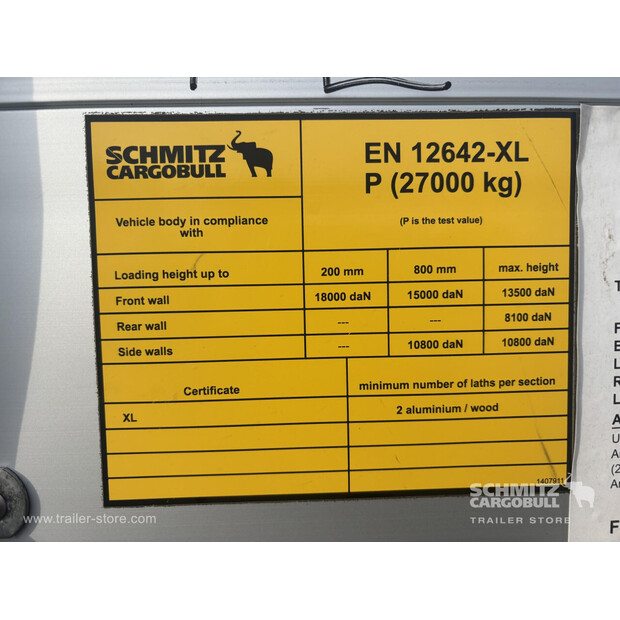 SCHMITZ
CARGOBULL
EN 12642-XL
P (27000 kg)
(P is the test value)
Vehicle body in compliance
with
Loading height up to 200 mm 800 mm max. height
Front wall 18000 daN 15000 daN 13500 daN
Rear wall --- --- 8100 daN
Side walls --- 10800 daN 10800 daN
Certificate minimum number of laths per section
XL 2 aluminium / wood
1407911
SCHMITZ
CARGOBULL
TRAILER STORE
www.trailer-store.com